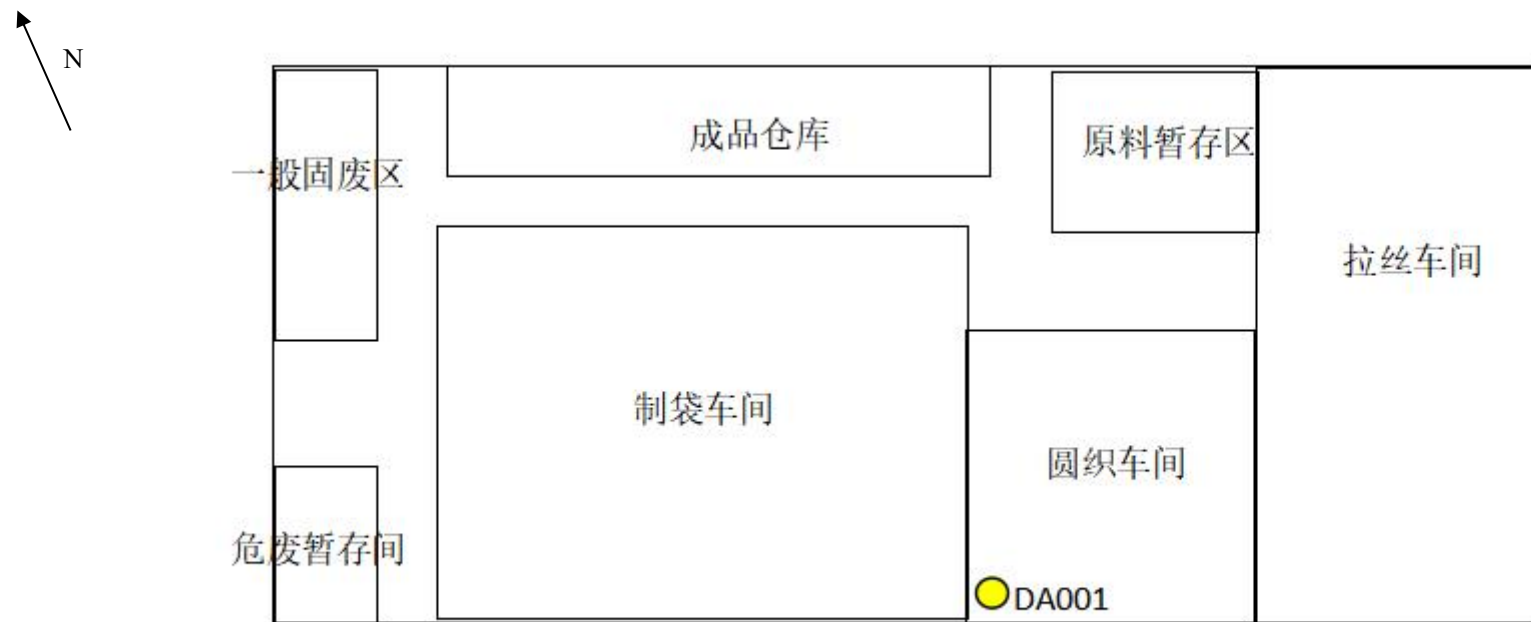 N
成品仓库
原料暂存区
一般固废区
拉丝车间
制袋车间
圆织车间
危废暂存间
DA001